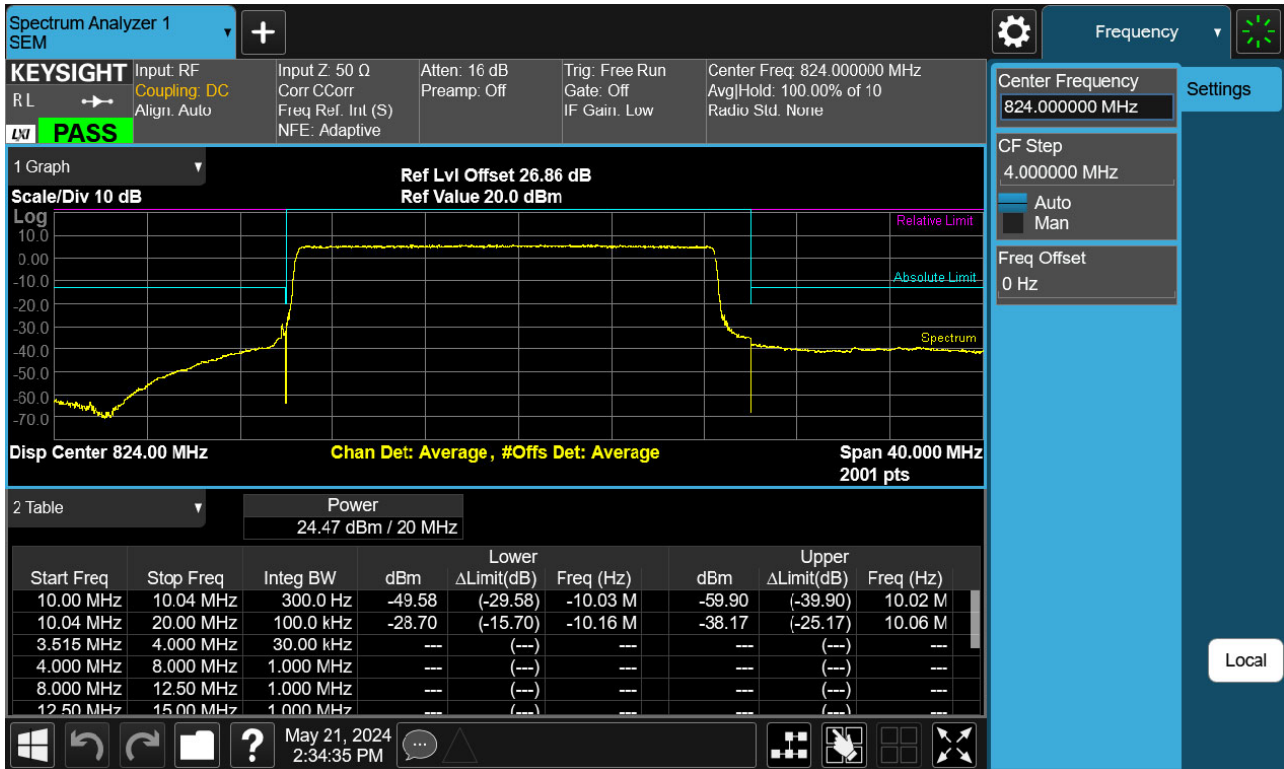 Spectrum Analyzer 1
SEM
+
Frequency
KEYSIGHT
R L
LXI
PASS
Input: RF
Coupling: DC
Align: Auto
Input Z: 50 Ω
Corr CCorr
Freq Ref: Int (S)
NFE: Adaptive
Atten: 16 dB
Preamp: Off
Trig: Free Run
Gate: Off
IF Gain: Low
Center Freq: 824.000000 MHz
Avg|Hold: 100.00% of 10
Radio Std: None
Center Frequency
824.000000 MHz
Settings
CF Step
4.000000 MHz
Auto
Man
Freq Offset
0 Hz
1 Graph
Scale/Div 10 dB
Ref Lvl Offset 26.86 dB
Ref Value 20.0 dBm
Log
10.0
0.00
-10.0
-20.0
-30.0
-40.0
-50.0
-60.0
-70.0
Relative Limit
Absolute Limit
Spectrum
Disp Center 824.00 MHz
Chan Det: Average , #Offs Det: Average
Span 40.000 MHz
2001 pts
2 Table
Power
24.47 dBm / 20 MHz
Lower Upper
Start Freq Stop Freq Integ BW dBm ΔLimit(dB) Freq (Hz) dBm ΔLimit(dB) Freq (Hz)
10.00 MHz 10.04 MHz 300.0 Hz -49.58 (-29.58) -10.03 M -59.90 (-39.90) 10.02 M
10.04 MHz 20.00 MHz 100.0 kHz -28.70 (-15.70) -10.16 M -38.17 (-25.17) 10.06 M
3.515 MHz 4.000 MHz 30.00 kHz --- (---) --- --- (---) ---
4.000 MHz 8.000 MHz 1.000 MHz --- (---) --- --- (---) ---
8.000 MHz 12.50 MHz 1.000 MHz --- (---) --- --- (---) ---
12.50 MHz 15.00 MHz 1.000 MHz --- (---) --- --- (---) ---
Local
?
May 21, 2024
2:34:35 PM